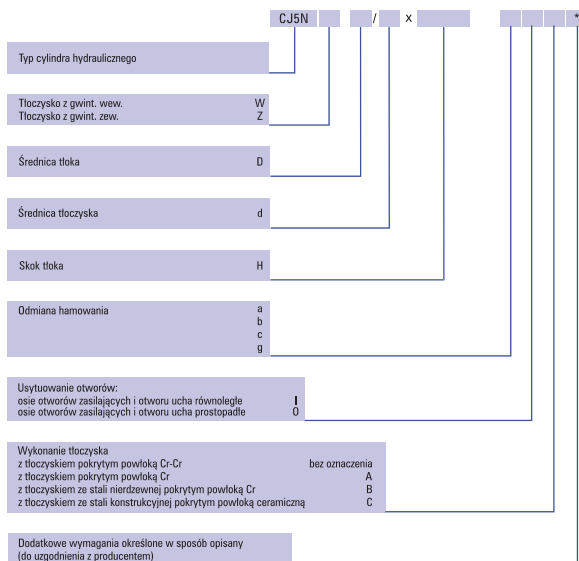 CJ5N / x *
Typ cylindra hydraulicznego
Tłoczysko z gwint. wew. W
Tłoczysko z gwint. zew. Z
Średnica tłoka D
Średnica tłoczyska d
Skok tłoka H
Odmiana hamowania a
b
c
g
Usytuowanie otworów:
osie otworów zasilających i otworu ucha równoległe I
osie otworów zasilających i otworu ucha prostopadłe O
Wykonanie tłoczyska
z tłoczyskiem pokrytym powłoką Cr-Cr bez oznaczenia
z tłoczyskiem pokrytym powłoką Cr A
z tłoczyskiem ze stali nierdzewnej pokrytym powłoką Cr B
z tłoczyskiem ze stali konstrukcyjnej pokrytym powłoką ceramiczną C
Dodatkowe wymagania określone w sposób opisany
(do uzgodnienia z producentem)